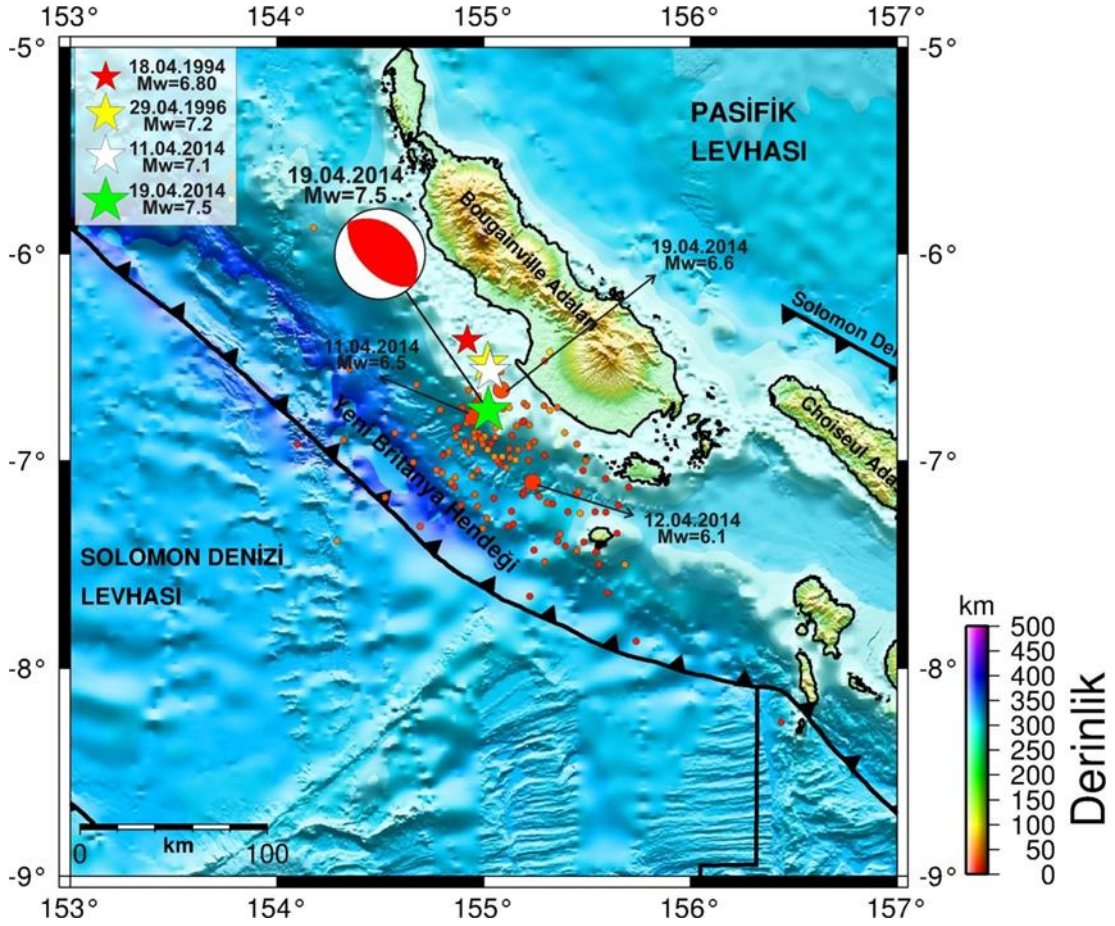 153°
154°
155°
156°
157°
-5°
-5°
18.04.1994
Mw=6.80
29.04.1996
Mw=7.2
11.04.2014
Mw=7.1
19.04.2014
Mw=7.5
PASİFİK
LEVHASI
19.04.2014
Mw=7.5
Bougainville Adaları
19.04.2014
Mw=6.6
-6°
-6°
Solomon Den
11.04.2014
Mw=6.5
Choiseul Ada
Yeni Britanya Hendeği
-7°
-7°
12.04.2014
Mw=6.1
SOLOMON DENİZİ
LEVHASI
km
500
450
400
350
300
250
200
150
100
50
0
Derinlik
-8°
-8°
0
km
100
-9°
-9°
153°
154°
155°
156°
157°